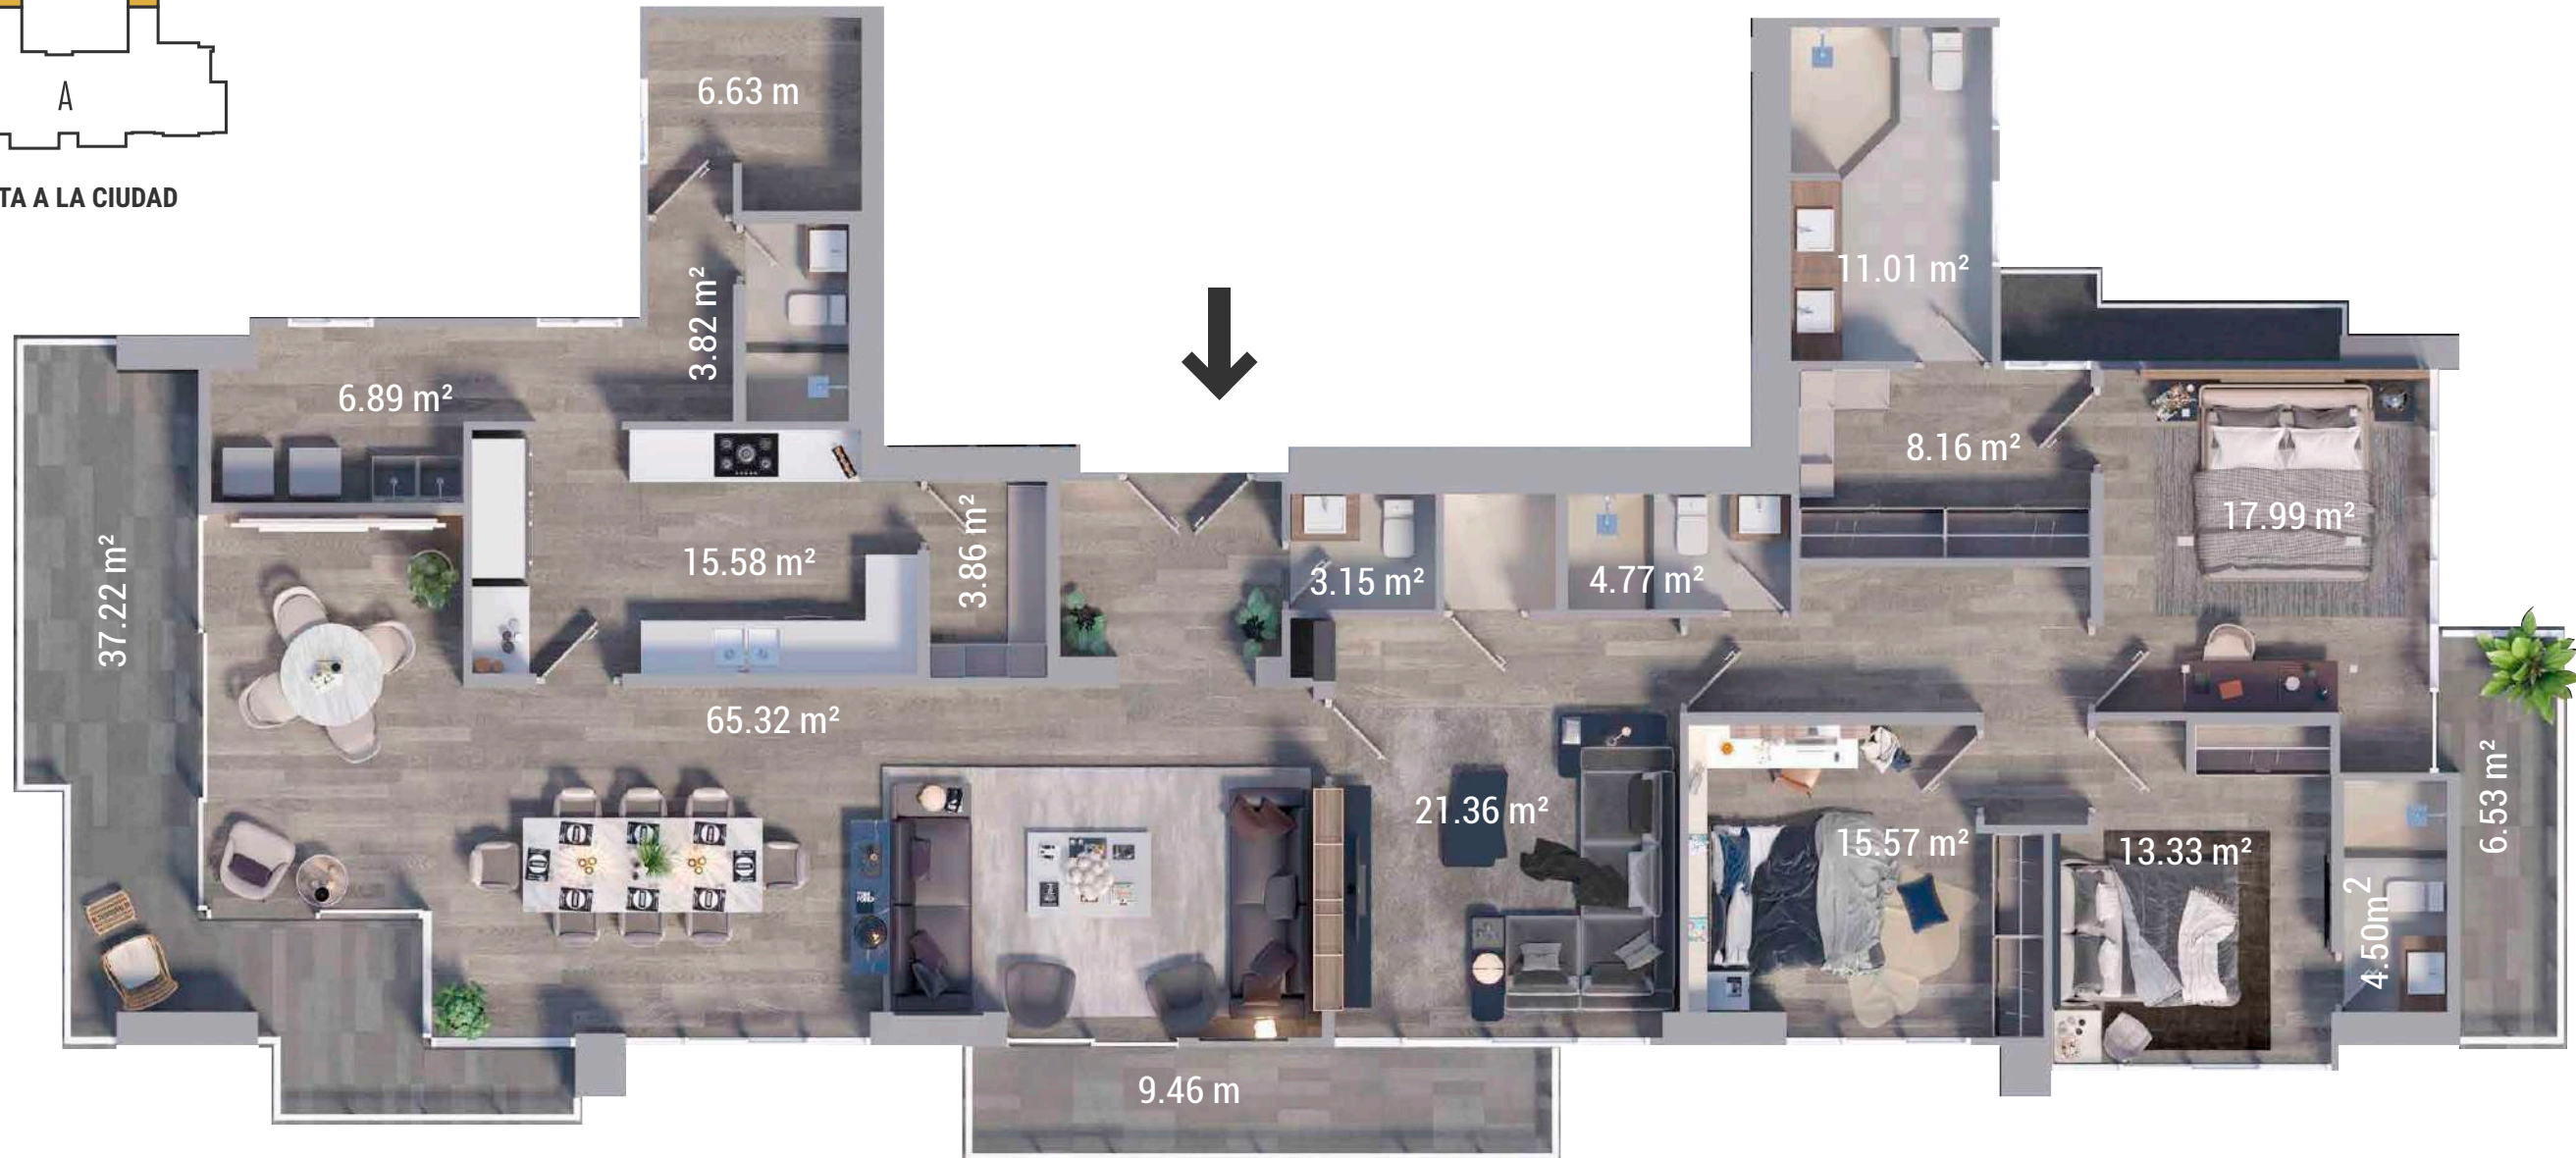 A
TA A LA CIUDAD
6.63 m
3.82 m²
11.01 m²
6.89 m²
8.16 m²
17.99 m²
37.22 m²
15.58 m²
3.86 m²
3.15 m²
4.77 m²
65.32 m²
21.36 m²
15.57 m²
13.33 m²
4.50m2
6.53 m²
9.46 m